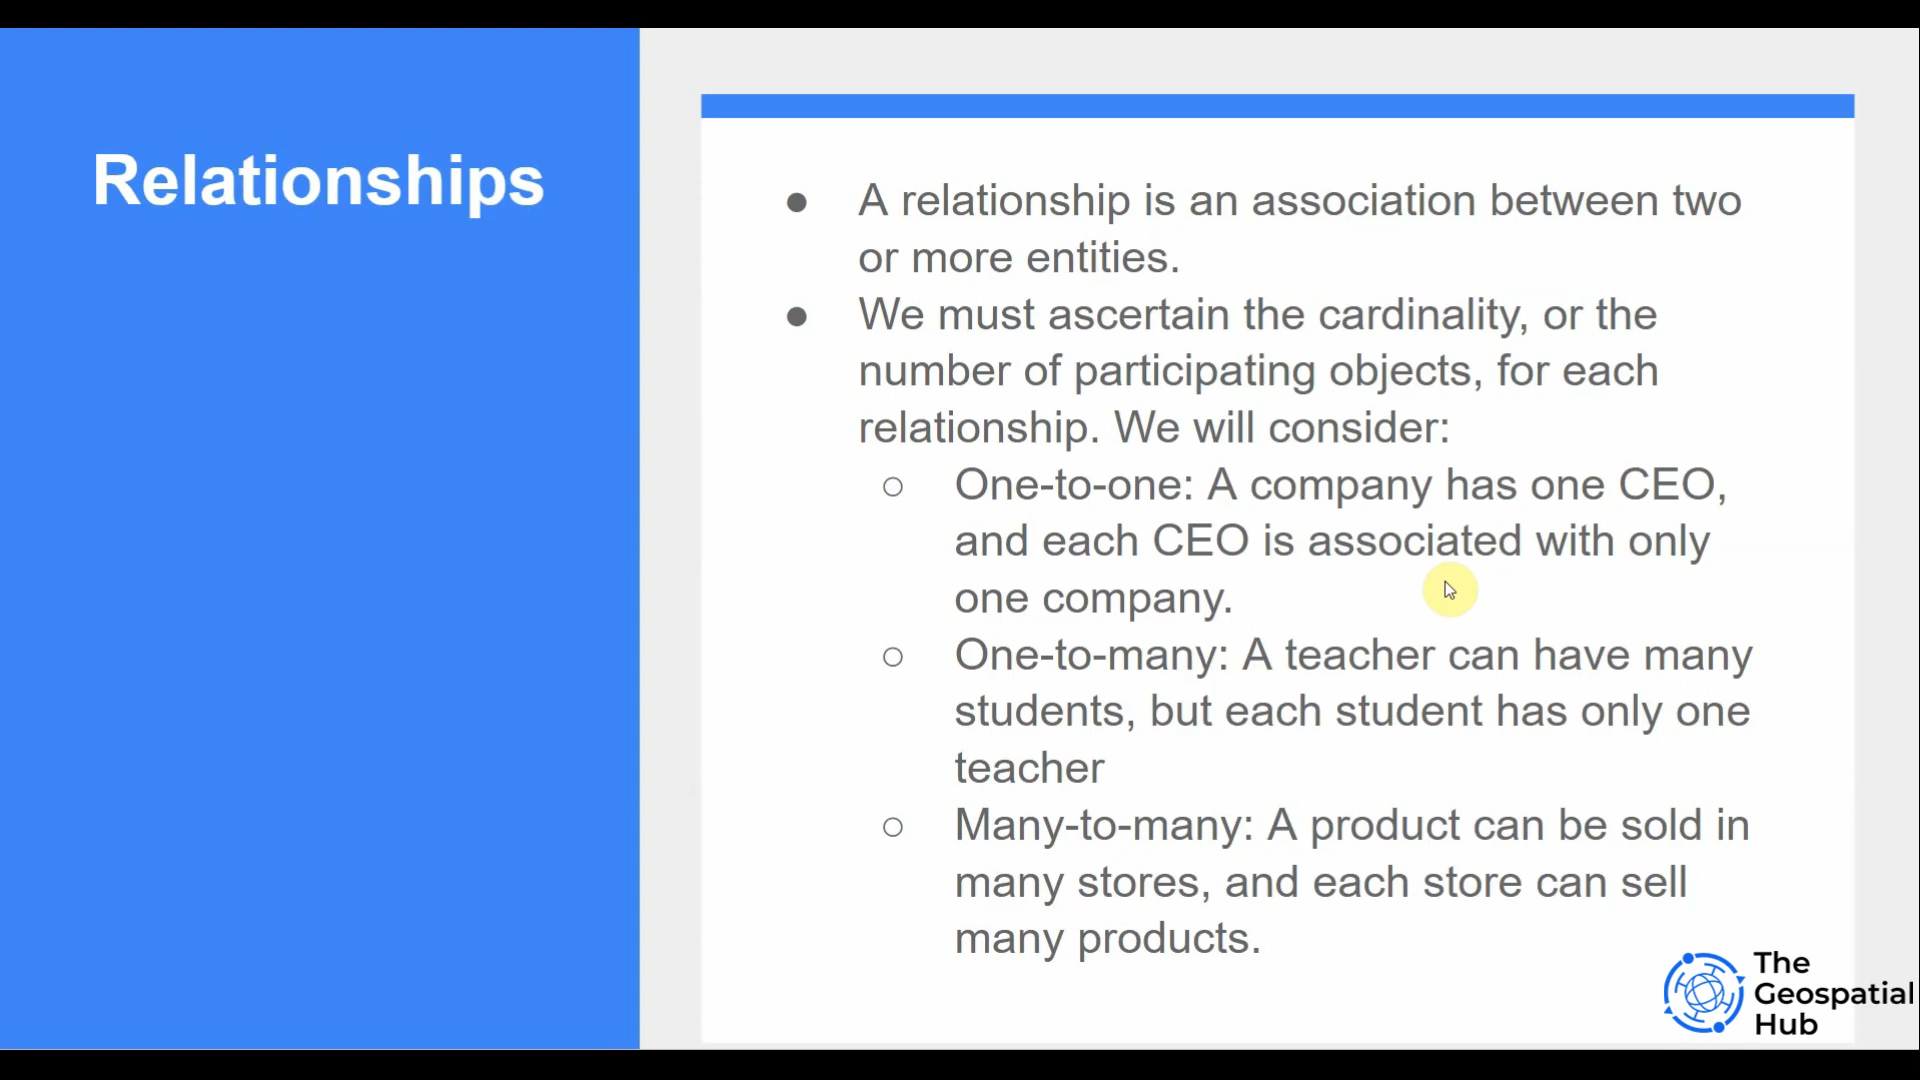 Relationships
● A relationship is an association between two
or more entities.
● We must ascertain the cardinality, or the
number of participating objects, for each
relationship. We will consider:
○ One-to-one: A company has one CEO,
and each CEO is associated with only
one company.
○ One-to-many: A teacher can have many
students, but each student has only one
teacher
○ Many-to-many: A product can be sold in
many stores, and each store can sell
many products.
The
Geospatial
Hub